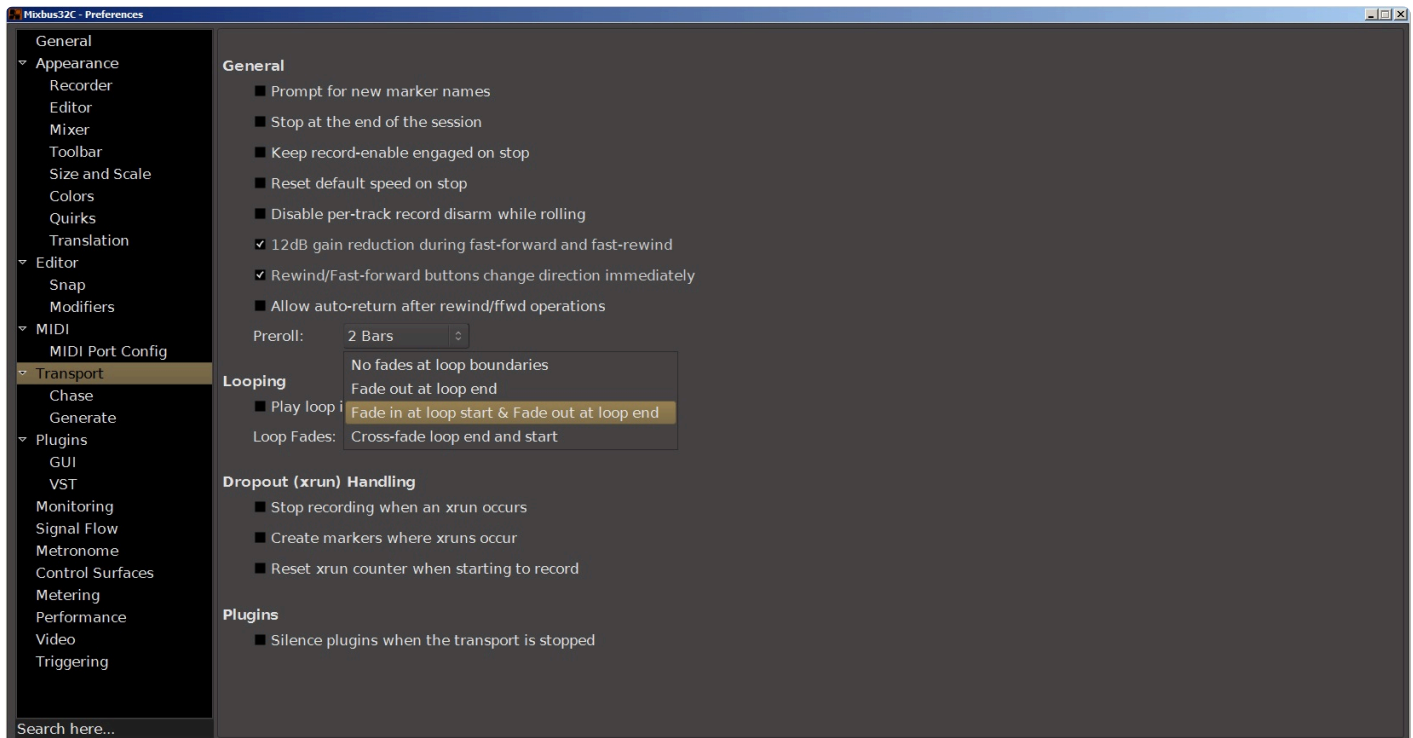 Mixbus32C - Preferences
General
Appearance
Recorder
Editor
Mixer
Toolbar
Size and Scale
Colors
Quirks
Translation
Editor
Snap
Modifiers
MIDI
MIDI Port Config
Transport
Chase
Generate
Plugins
GUI
VST
Monitoring
Signal Flow
Metronome
Control Surfaces
Metering
Performance
Video
Triggering
Search here...
General
Prompt for new marker names
Stop at the end of the session
Keep record-enable engaged on stop
Reset default speed on stop
Disable per-track record disarm while rolling
12dB gain reduction during fast-forward and fast-rewind
Rewind/Fast-forward buttons change direction immediately
Allow auto-return after rewind/ffwd operations
Preroll: 2 Bars
Looping
Play loop i
Loop Fades:
No fades at loop boundaries
Fade out at loop end
Fade in at loop start & Fade out at loop end
Cross-fade loop end and start
Dropout (xrun) Handling
Stop recording when an xrun occurs
Create markers where xruns occur
Reset xrun counter when starting to record
Plugins
Silence plugins when the transport is stopped